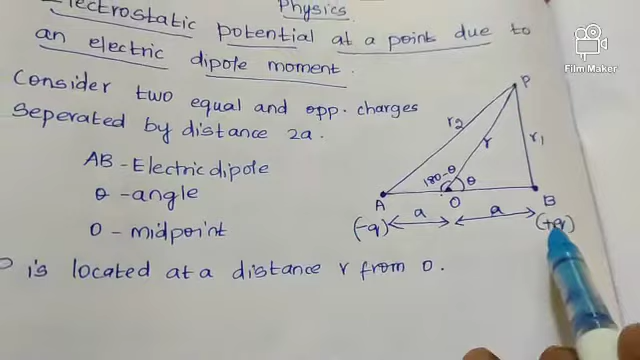 Physics
Electrostatic potential at a point due to
an electric dipole moment.
Consider two equal and opp. charges
seperated by distance 2a.
AB - Electric dipole
θ - angle
O - midpoint
P is located at a distance r from O.
P
r2
r
r1
180-θ
θ
A
O
B
a
a
(-q)
(+q)
Film Maker